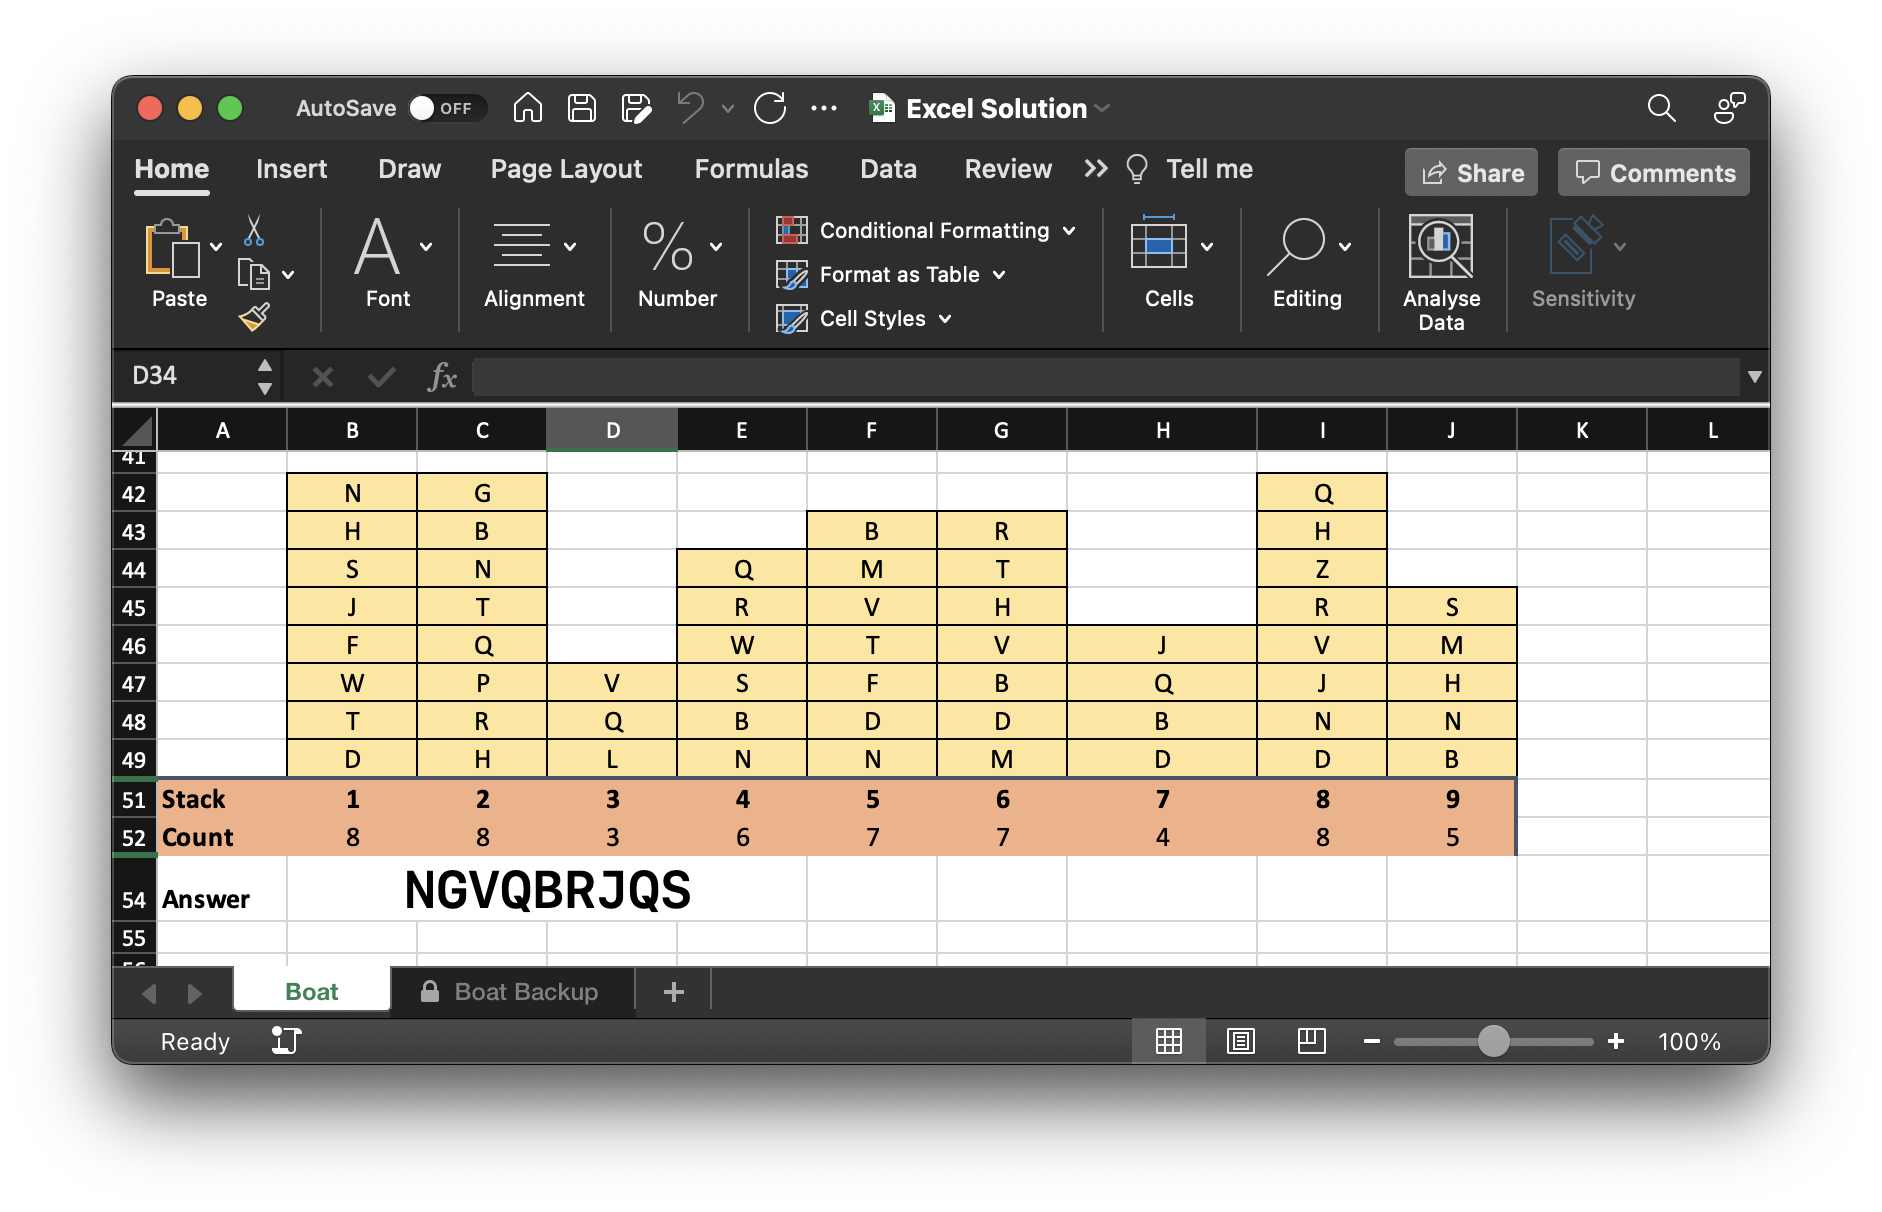 AutoSave OFF Excel Solution
Home Insert Draw Page Layout Formulas Data Review Tell me Share Comments
Paste Font Alignment Number Conditional Formatting Format as Table Cell Styles Cells Editing Analyse Data Sensitivity
D34 fx
A B C D E F G H I J K L
41
42 N G Q
43 H B B R H
44 S N Q M T Z
45 J T R V H R S
46 F Q W T V J V M
47 W P V S F B Q J H
48 T R Q B D D B N N
49 D H L N N M D D B
51 Stack 1 2 3 4 5 6 7 8 9
52 Count 8 8 3 6 7 7 4 8 5
54 Answer NGVQBRJQS
55
56
Boat Boat Backup +
Ready 100%